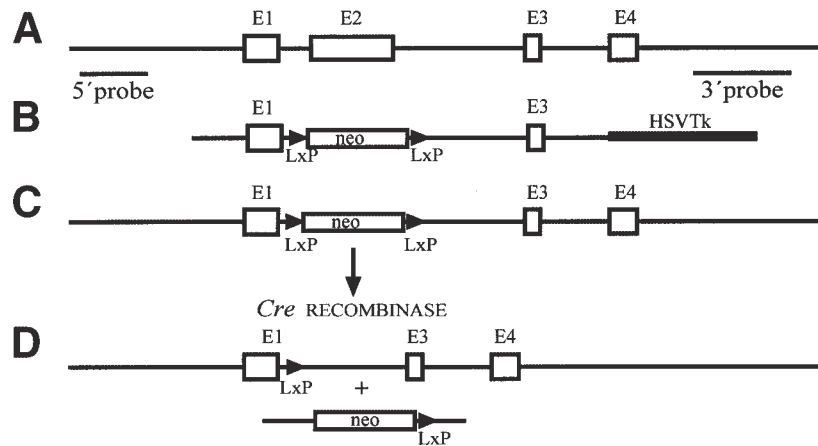 A
E1 E2 E3 E4
5´probe 3´probe
B
E1 E3 HSVTk
neo
LxP LxP
C
E1 E3 E4
neo
LxP LxP
Cre RECOMBINASE
D
E1 E3 E4
LxP +
neo
LxP